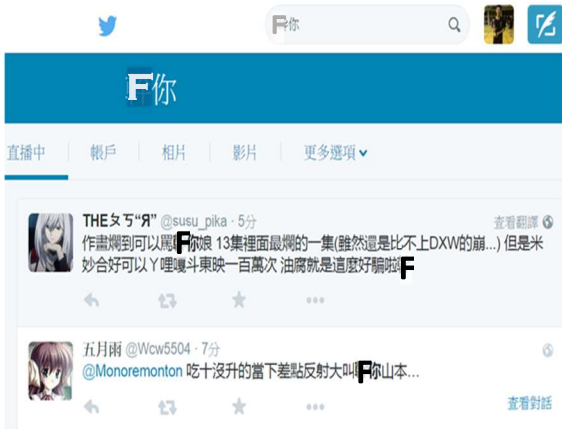 F你
F你
直播中 帳戶 相片 影片 更多選項
THE ㄆㄎ“Я” @susu_pika · 5分 查看翻譯
作畫爛到可以罵F你娘 13集裡面最爛的一集(雖然還是比不上DXW的崩...) 但是米
妙合好可以ㄚ哩嘎斗東映一百萬次 油腐就是這麼好騙啦F
五月雨 @Wcw5504 · 7分
@Monoremonton 吃十沒升的當下差點反射大叫F你山本...
查看對話